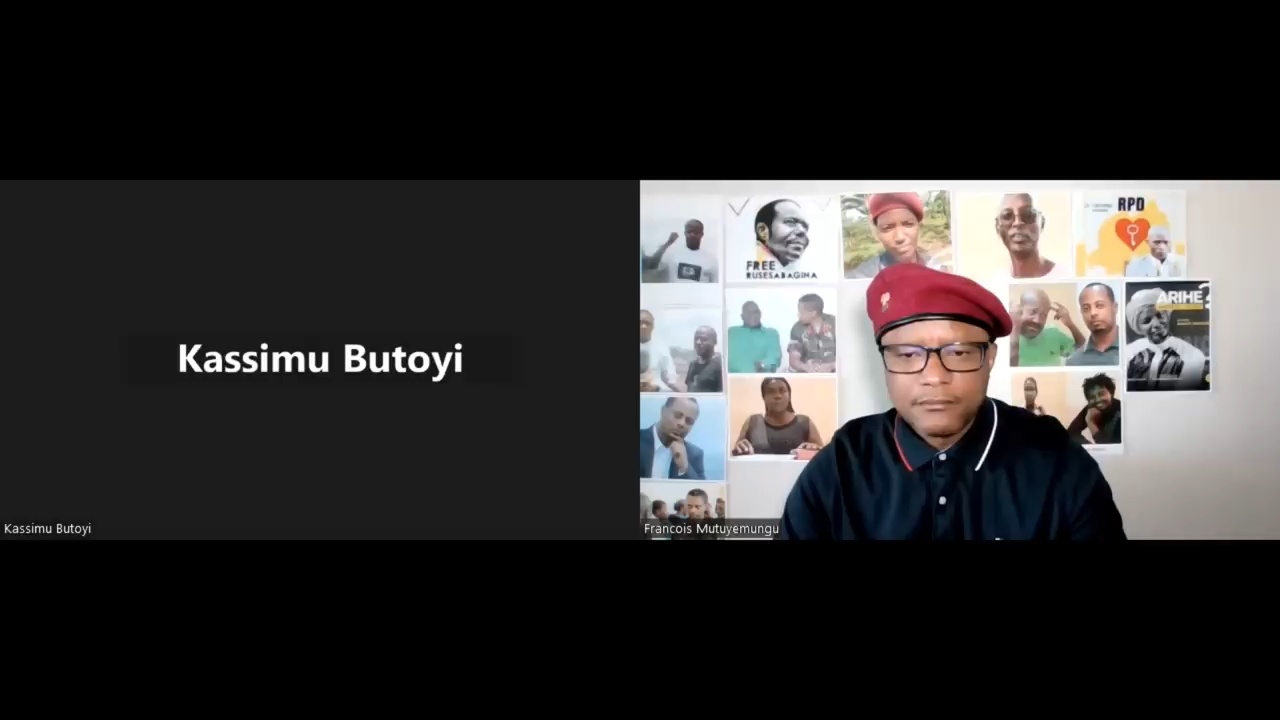 Kassimu Butoyi
Kassimu Butoyi
FREE
RUSESABAGINA
RPD
ARIHE?
Francois Mutuyemungu